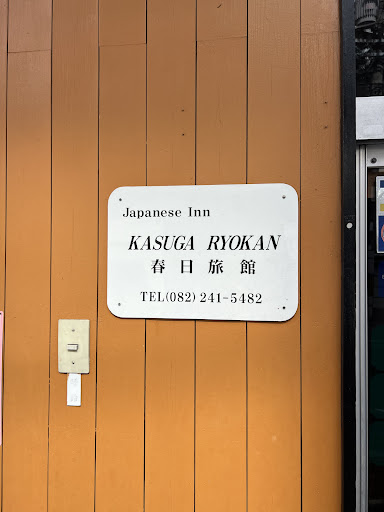 Japanese Inn
KASUGA RYOKAN
春日旅館
TEL(082) 241-5482